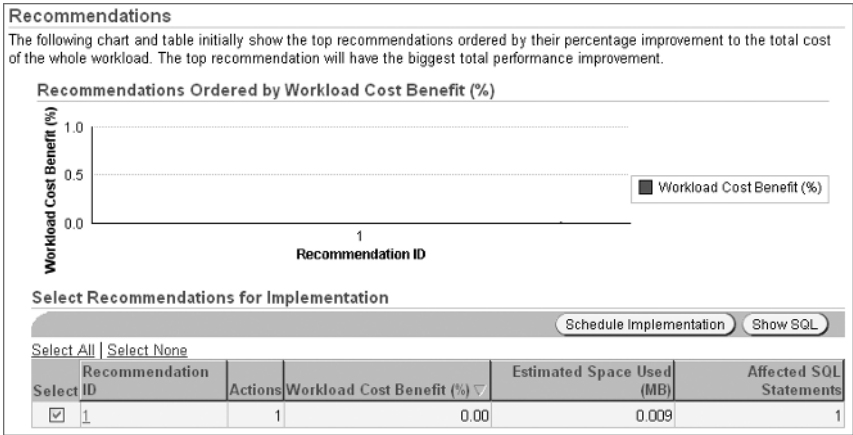 Recommendations
The following chart and table initially show the top recommendations ordered by their percentage improvement to the total cost
of the whole workload. The top recommendation will have the biggest total performance improvement.
Recommendations Ordered by Workload Cost Benefit (%)
Workload Cost Benefit (%)
1.0
0.5
0.0
1
Recommendation ID
Workload Cost Benefit (%)
Select Recommendations for Implementation
Schedule Implementation Show SQL
Select All | Select None
Select Recommendation ID Actions Workload Cost Benefit (%) Estimated Space Used (MB) Affected SQL Statements
1 1 0.00 0.009 1